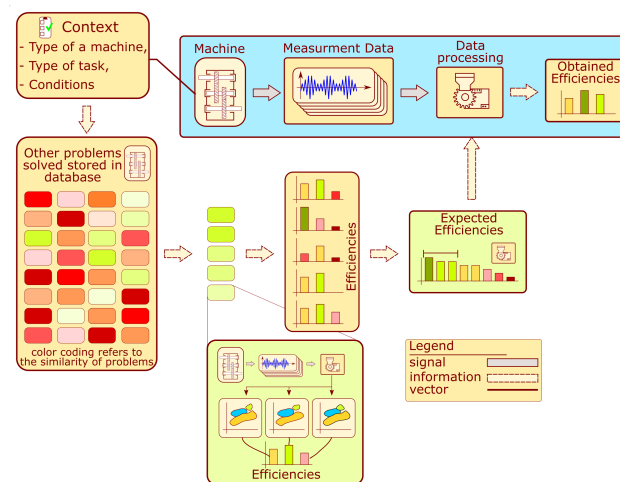 Context
- Type of a machine,
- Type of task,
- Conditions
Machine
Measurment Data
Data
processing
Obtained
Efficiencies
Other problems
solved stored in
database
color coding refers to
the similarity of problems
Efficiencies
Expected
Efficiencies
Legend
signal
information
vector
Efficiencies